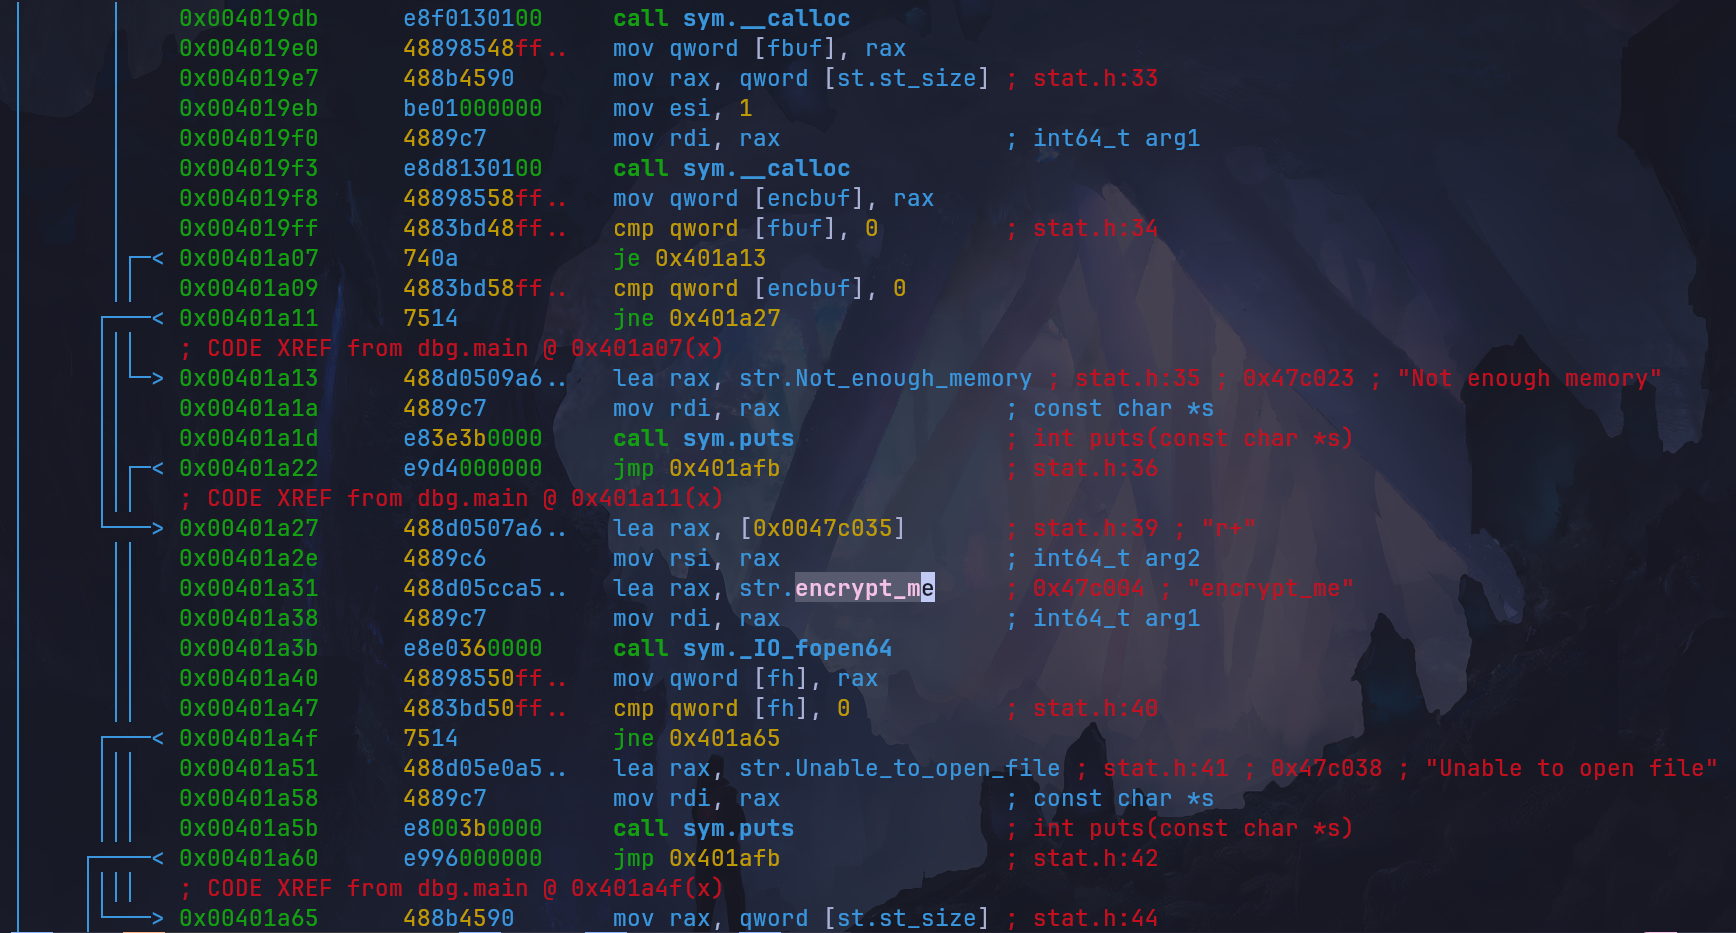 0x004019db e8f0130100 call sym.__calloc
0x004019e0 48898548ff.. mov qword [fbuf], rax
0x004019e7 488b4590 mov rax, qword [st.st_size] ; stat.h:33
0x004019eb be01000000 mov esi, 1
0x004019f0 4889c7 mov rdi, rax ; int64_t arg1
0x004019f3 e8d8130100 call sym.__calloc
0x004019f8 48898558ff.. mov qword [encbuf], rax
0x004019ff 4883bd48ff.. cmp qword [fbuf], 0 ; stat.h:34
< 0x00401a07 740a je 0x401a13
0x00401a09 4883bd58ff.. cmp qword [encbuf], 0
< 0x00401a11 7514 jne 0x401a27
; CODE XREF from dbg.main @ 0x401a07(x)
> 0x00401a13 488d0509a6.. lea rax, str.Not_enough_memory ; stat.h:35 ; 0x47c023 ; "Not enough memory"
0x00401a1a 4889c7 mov rdi, rax ; const char *s
0x00401a1d e83e3b0000 call sym.puts ; int puts(const char *s)
< 0x00401a22 e9d4000000 jmp 0x401afb ; stat.h:36
; CODE XREF from dbg.main @ 0x401a11(x)
> 0x00401a27 488d0507a6.. lea rax, [0x0047c035] ; stat.h:39 ; "r+"
0x00401a2e 4889c6 mov rsi, rax ; int64_t arg2
0x00401a31 488d05cca5.. lea rax, str.encrypt_me ; 0x47c004 ; "encrypt_me"
0x00401a38 4889c7 mov rdi, rax ; int64_t arg1
0x00401a3b e8e0360000 call sym._IO_fopen64
0x00401a40 48898550ff.. mov qword [fh], rax
0x00401a47 4883bd50ff.. cmp qword [fh], 0 ; stat.h:40
< 0x00401a4f 7514 jne 0x401a65
0x00401a51 488d05e0a5.. lea rax, str.Unable_to_open_file ; stat.h:41 ; 0x47c038 ; "Unable to open file"
0x00401a58 4889c7 mov rdi, rax ; const char *s
0x00401a5b e8003b0000 call sym.puts ; int puts(const char *s)
< 0x00401a60 e996000000 jmp 0x401afb ; stat.h:42
; CODE XREF from dbg.main @ 0x401a4f(x)
> 0x00401a65 488b4590 mov rax, qword [st.st_size] ; stat.h:44